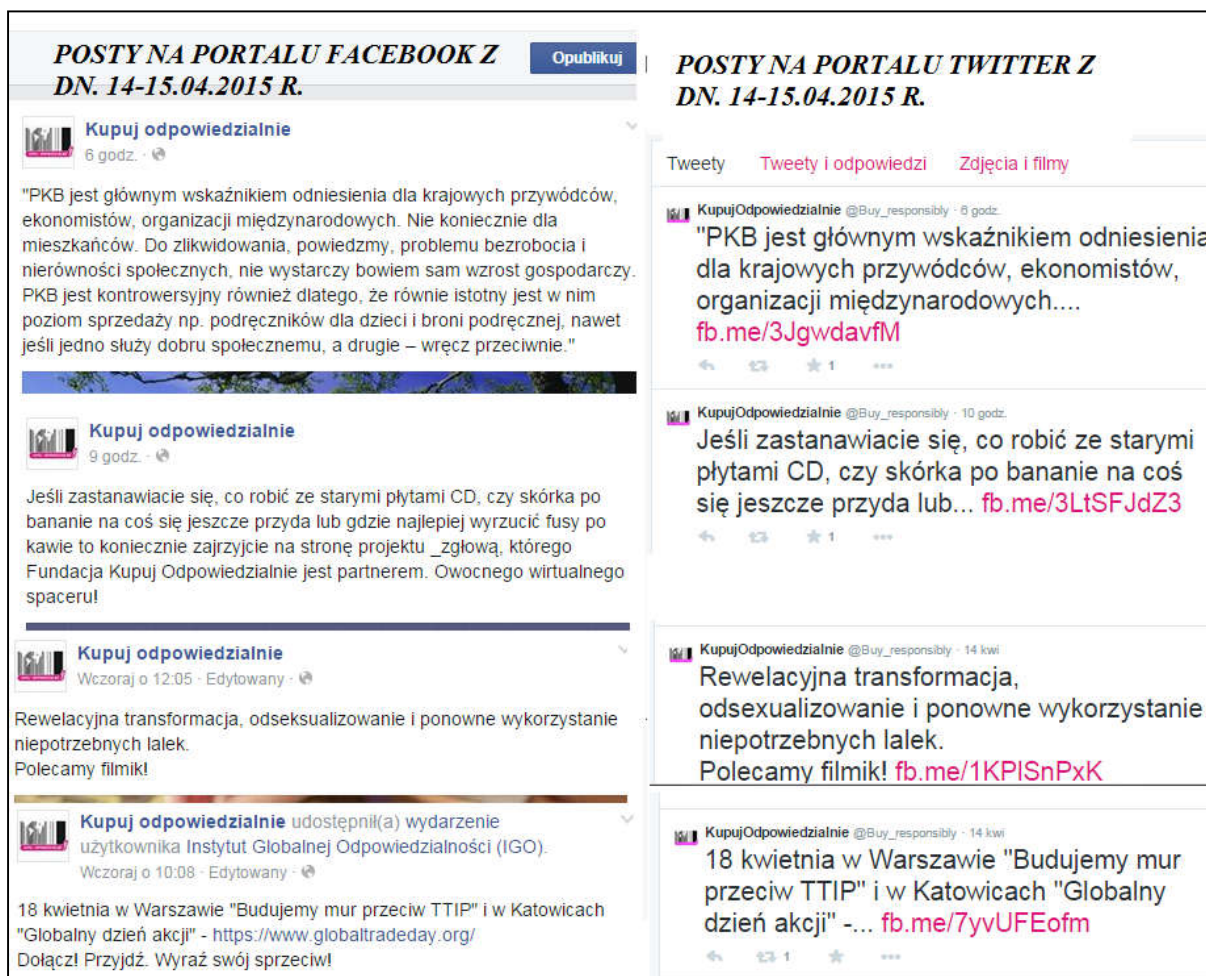 POSTY NA PORTALU FACEBOOK Z
DN. 14-15.04.2015 R.
Opublikuj
Kupuj odpowiedzialnie
6 godz. ·
"PKB jest głównym wskaźnikiem odniesienia dla krajowych przywódców,
ekonomistów, organizacji międzynarodowych. Nie koniecznie dla
mieszkańców. Do zlikwidowania, powiedzmy, problemu bezrobocia i
nierówności społecznych, nie wystarczy bowiem sam wzrost gospodarczy.
PKB jest kontrowersyjny również dlatego, że równie istotny jest w nim
poziom sprzedaży np. podręczników dla dzieci i broni podręcznej, nawet
jeśli jedno służy dobru społecznemu, a drugie – wręcz przeciwnie."
Kupuj odpowiedzialnie
9 godz. ·
Jeśli zastanawiacie się, co robić ze starymi płytami CD, czy skórka po
bananie na coś się jeszcze przyda lub gdzie najlepiej wyrzucić fusy po
kawie to koniecznie zajrzyjcie na stronę projektu _zgłową, którego
Fundacja Kupuj Odpowiedzialnie jest partnerem. Owocnego wirtualnego
spaceru!
Kupuj odpowiedzialnie
Wczoraj o 12:05 · Edytowany ·
Rewelacyjna transformacja, odseksualizowanie i ponowne wykorzystanie
niepotrzebnych lalek.
Polecamy filmik!
Kupuj odpowiedzialnie udostępnił(a) wydarzenie
użytkownika Instytut Globalnej Odpowiedzialności (IGO).
Wczoraj o 10:08 · Edytowany ·
18 kwietnia w Warszawie "Budujemy mur przeciw TTIP" i w Katowicach
"Globalny dzień akcji" - https://www.globaltradeday.org/
Dołącz! Przyjdź. Wyraź swój sprzeciw!
POSTY NA PORTALU TWITTER Z
DN. 14-15.04.2015 R.
Tweety Tweety i odpowiedzi Zdjęcia i filmy
KupujOdpowiedzialnie @Buy_responsibly · 6 godz.
"PKB jest głównym wskaźnikiem odniesienia
dla krajowych przywódców, ekonomistów,
organizacji międzynarodowych....
fb.me/3JgwdavfM
1
KupujOdpowiedzialnie @Buy_responsibly · 10 godz.
Jeśli zastanawiacie się, co robić ze starymi
płytami CD, czy skórka po bananie na coś
się jeszcze przyda lub... fb.me/3LtSFJdZ3
1
KupujOdpowiedzialnie @Buy_responsibly · 14 kwi
Rewelacyjna transformacja,
odsexualizowanie i ponowne wykorzystanie
niepotrzebnych lalek.
Polecamy filmik! fb.me/1KPlSnPxK
KupujOdpowiedzialnie @Buy_responsibly · 14 kwi
18 kwietnia w Warszawie "Budujemy mur
przeciw TTIP" i w Katowicach "Globalny
dzień akcji" -... fb.me/7yvUFEofm
1